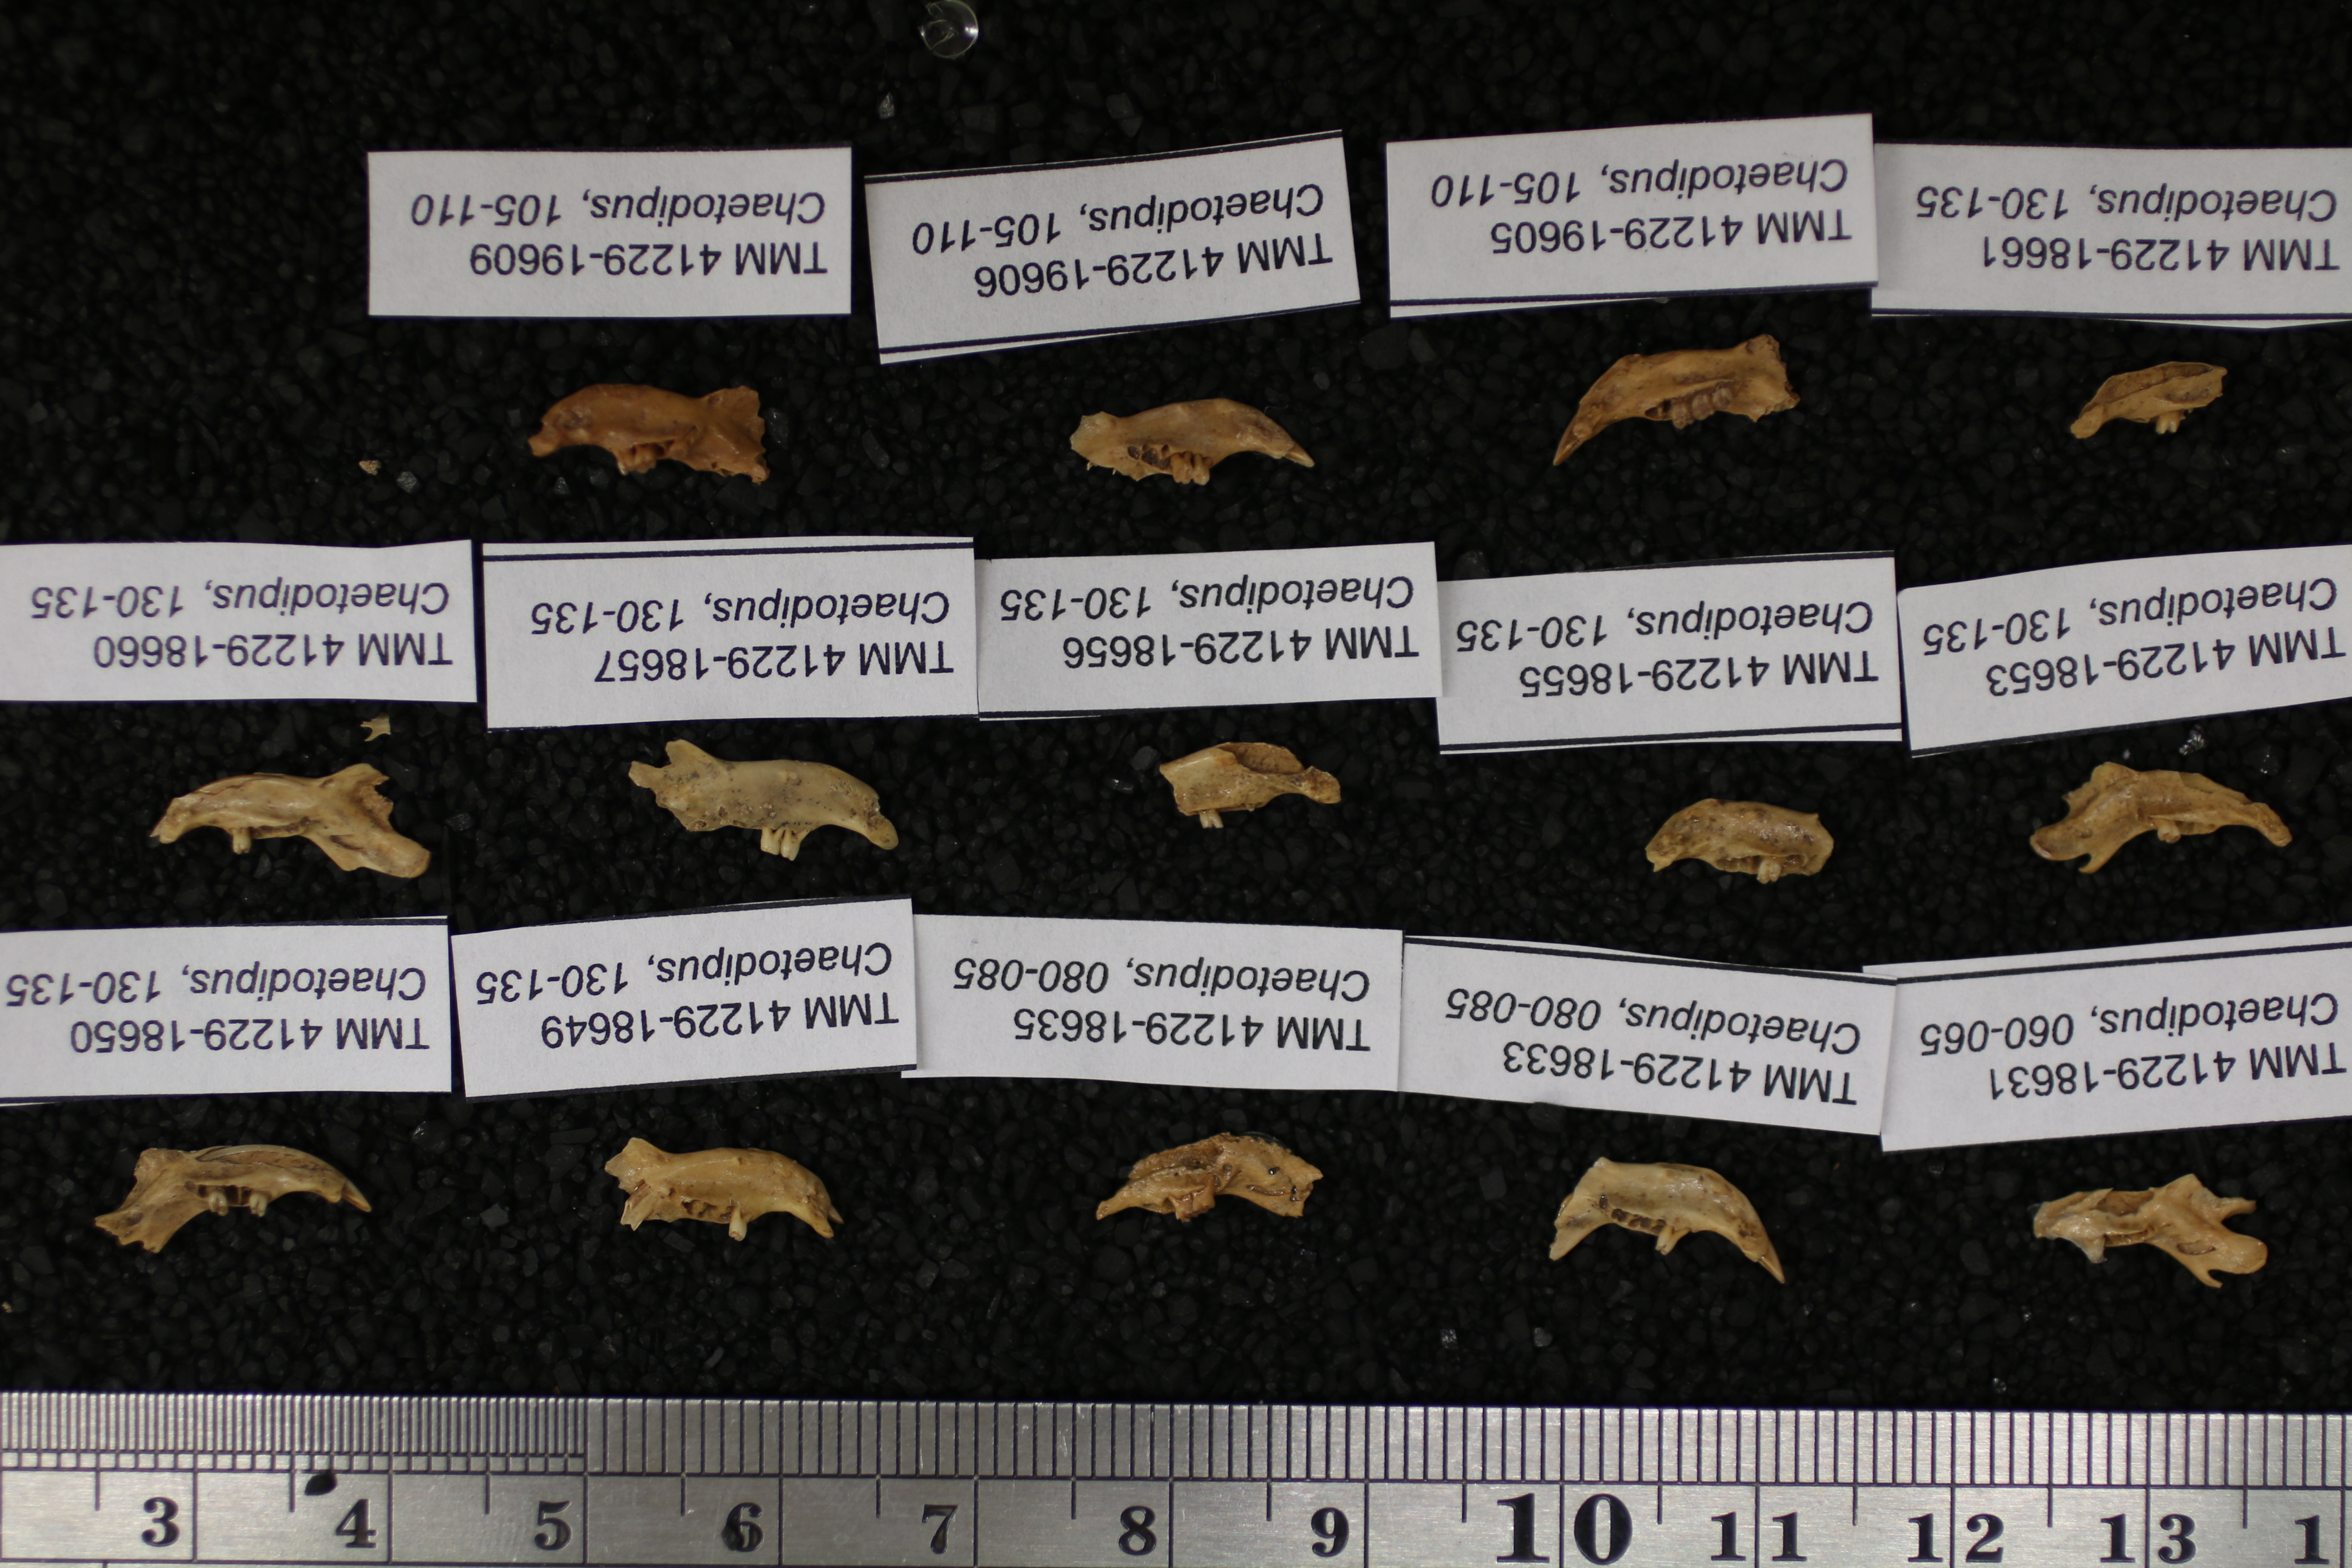 TMM 41229-19609
Chaetodipus, 105-110
TMM 41229-19606
Chaetodipus, 105-110
TMM 41229-19605
Chaetodipus, 105-110
TMM 41229-18661
Chaetodipus, 130-135
TMM 41229-18660
Chaetodipus, 130-135
TMM 41229-18657
Chaetodipus, 130-135
TMM 41229-18656
Chaetodipus, 130-135
TMM 41229-18655
Chaetodipus, 130-135
TMM 41229-18653
Chaetodipus, 130-135
TMM 41229-18650
Chaetodipus, 130-135
TMM 41229-18649
Chaetodipus, 130-135
TMM 41229-18635
Chaetodipus, 080-085
TMM 41229-18633
Chaetodipus, 080-085
TMM 41229-18631
Chaetodipus, 060-065
3 4 5 6 7 8 9 10 11 12 13 1